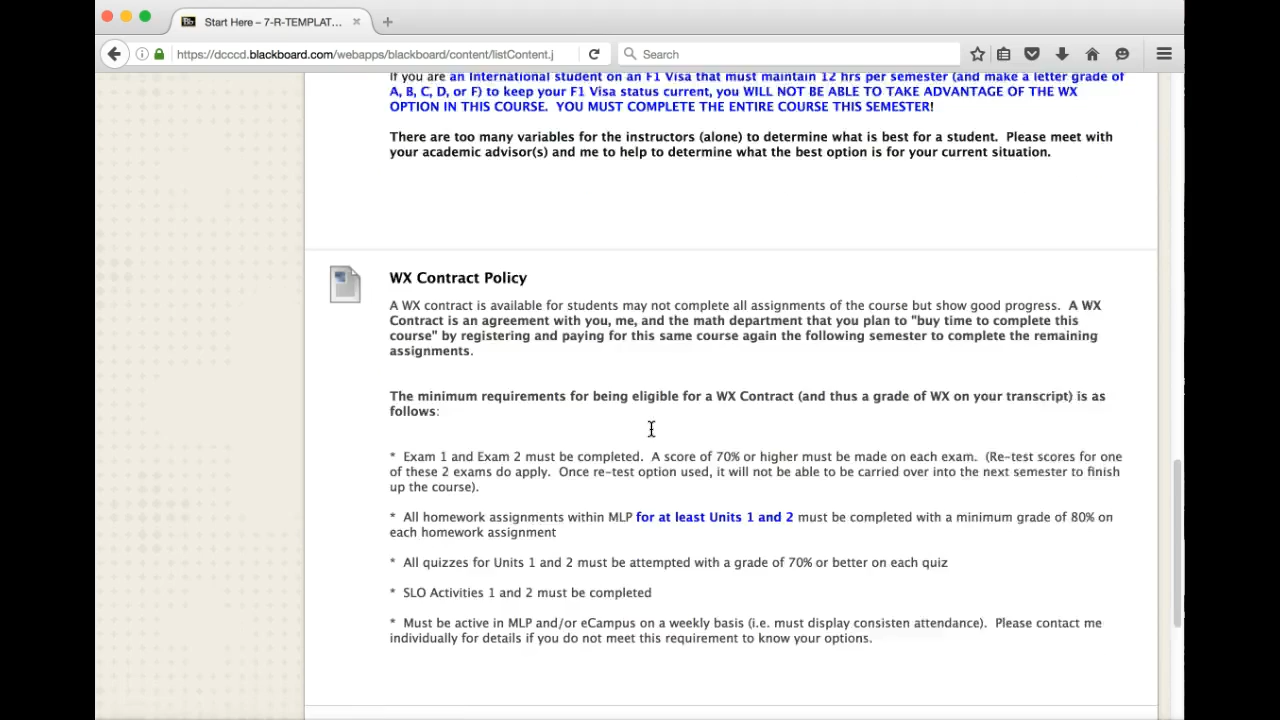 Start Here – 7-R-TEMPLAT...
https://dcccd.blackboard.com/webapps/blackboard/content/listContent.j
Search
If you are an International student on an F1 Visa that must maintain 12 hrs per semester (and make a letter grade of
A, B, C, D, or F) to keep your F1 Visa status current, you WILL NOT BE ABLE TO TAKE ADVANTAGE OF THE WX
OPTION IN THIS COURSE. YOU MUST COMPLETE THE ENTIRE COURSE THIS SEMESTER!
There are too many variables for the instructors (alone) to determine what is best for a student. Please meet with
your academic advisor(s) and me to help to determine what the best option is for your current situation.
WX Contract Policy
A WX contract is available for students may not complete all assignments of the course but show good progress. A WX
Contract is an agreement with you, me, and the math department that you plan to "buy time to complete this
course" by registering and paying for this same course again the following semester to complete the remaining
assignments.
The minimum requirements for being eligible for a WX Contract (and thus a grade of WX on your transcript) is as
follows:
* Exam 1 and Exam 2 must be completed. A score of 70% or higher must be made on each exam. (Re-test scores for one
of these 2 exams do apply. Once re-test option used, it will not be able to be carried over into the next semester to finish
up the course).
* All homework assignments within MLP for at least Units 1 and 2 must be completed with a minimum grade of 80% on
each homework assignment
* All quizzes for Units 1 and 2 must be attempted with a grade of 70% or better on each quiz
* SLO Activities 1 and 2 must be completed
* Must be active in MLP and/or eCampus on a weekly basis (i.e. must display consisten attendance). Please contact me
individually for details if you do not meet this requirement to know your options.